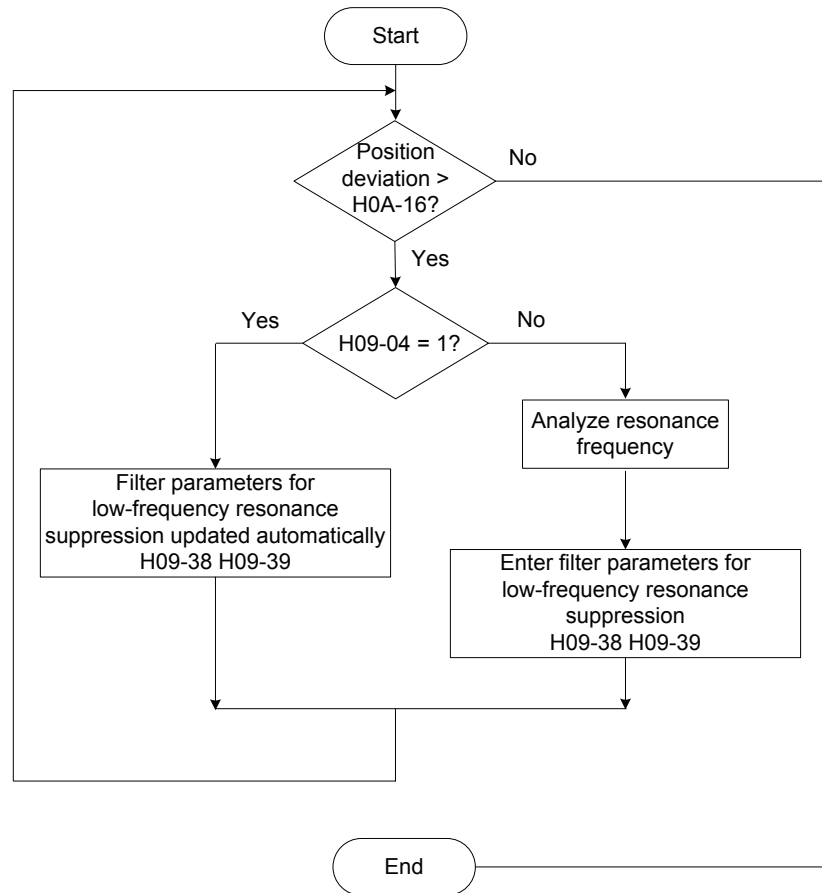 Start
Position
deviation >
H0A-16?
No
Yes
Yes
H09-04 = 1?
No
Analyze resonance
frequency
Filter parameters for
low-frequency resonance
suppression updated automatically
H09-38 H09-39
Enter filter parameters for
low-frequency resonance
suppression
H09-38 H09-39
End